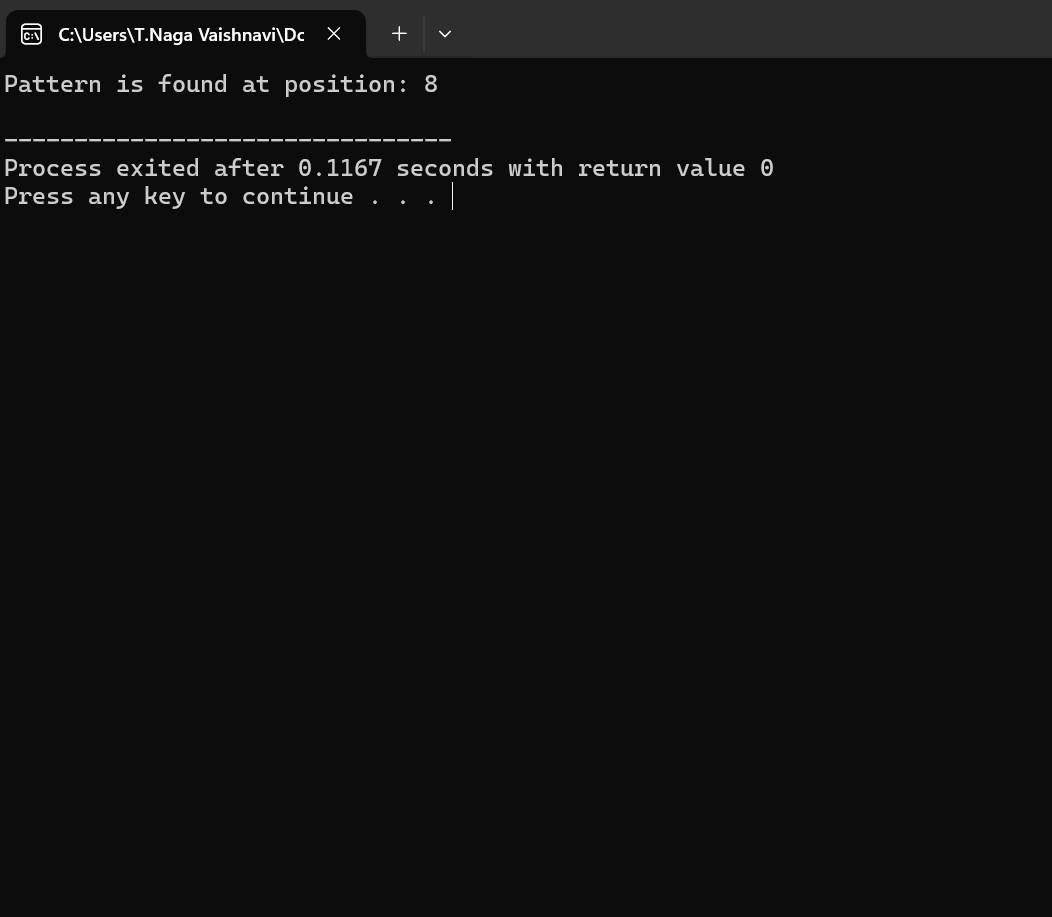 C:\Users\T.Naga Vaishnavi\Dc
Pattern is found at position: 8
--------------------------------
Process exited after 0.1167 seconds with return value 0
Press any key to continue . . .